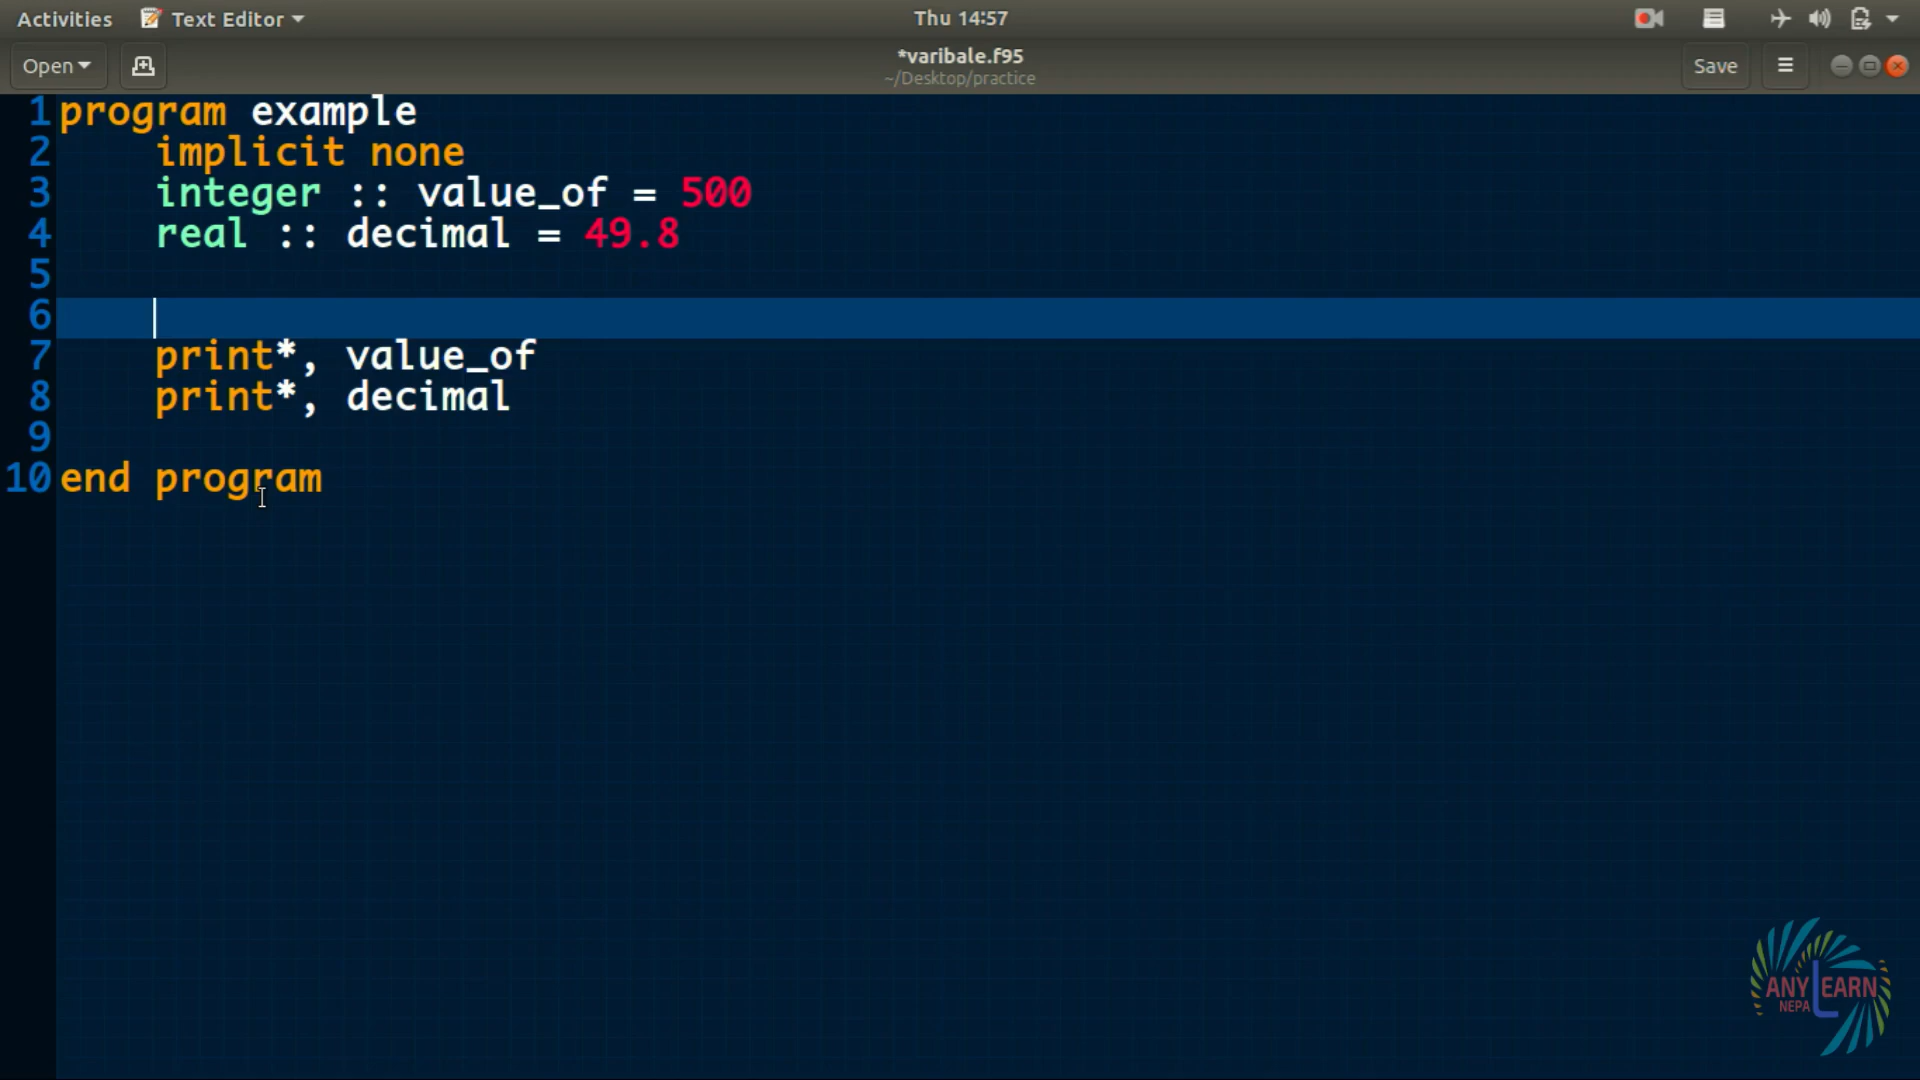 Activities Text Editor Thu 14:57
Open *varibale.f95 Save
~/Desktop/practice
1 program example
2 implicit none
3 integer :: value_of = 500
4 real :: decimal = 49.8
5
6
7 print*, value_of
8 print*, decimal
9
10 end program
ANY LEARN
NEPA